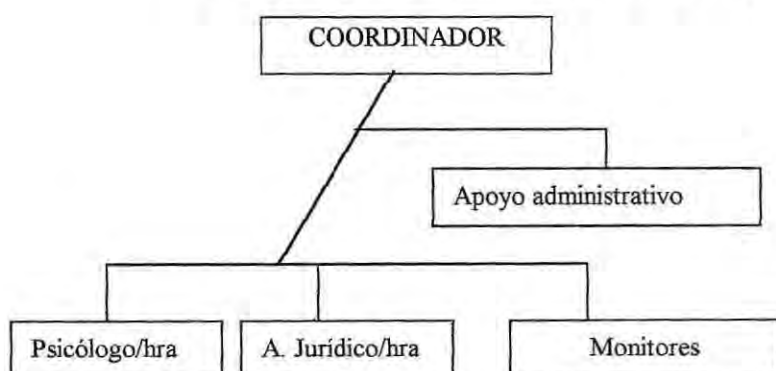 COORDINADOR
Apoyo administrativo
Psicólogo/hra
A. Jurídico/hra
Monitores